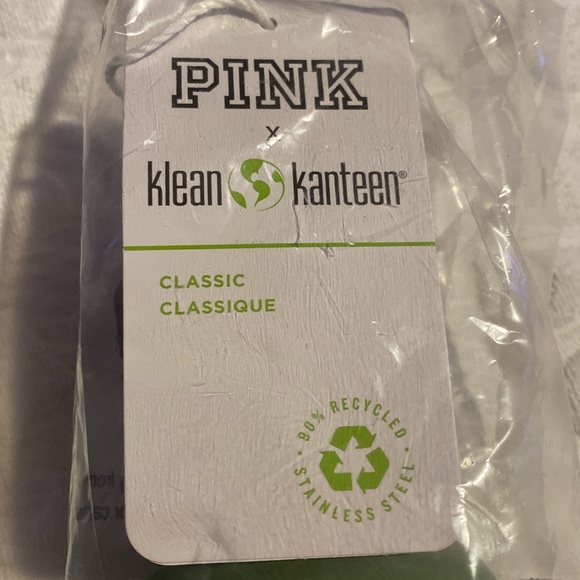 PINK
x
klean kanteen®
CLASSIC
CLASSIQUE
90% RECYCLED
STAINLESS STEEL